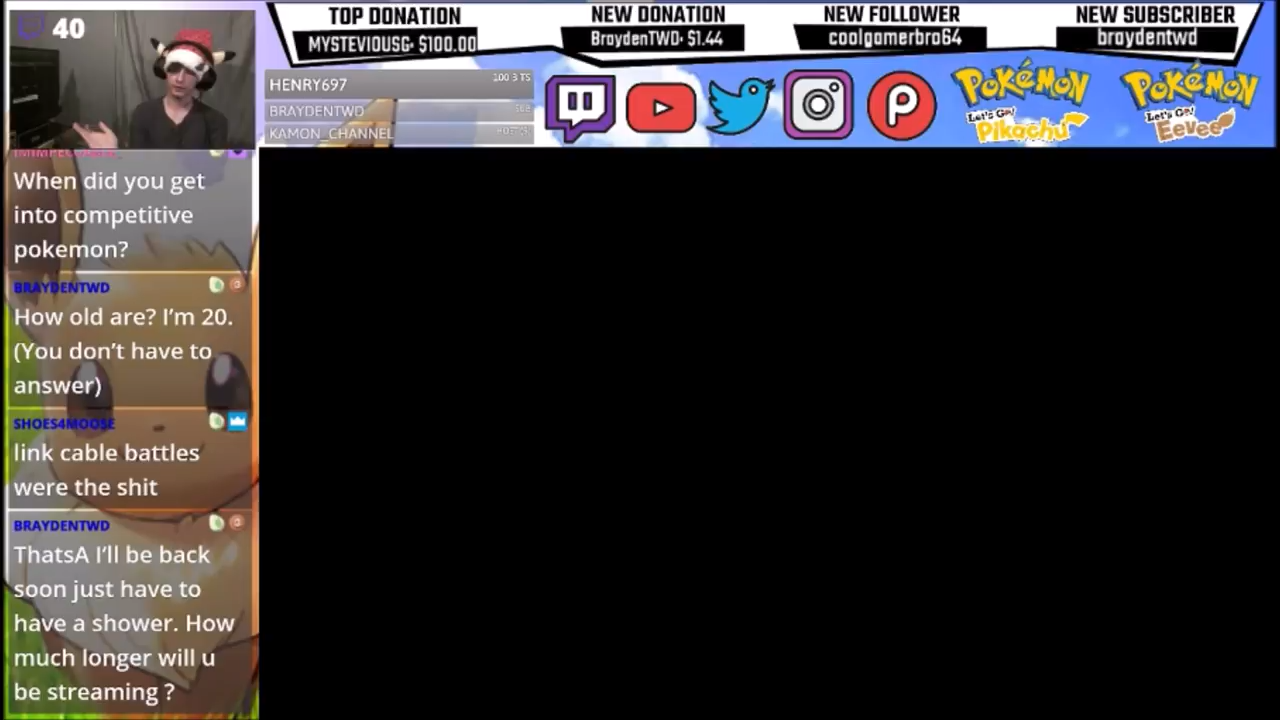 40
TOP DONATION
MYSTEVIOUSG• $100.00
NEW DONATION
BraydenTWD• $1.44
NEW FOLLOWER
coolgamerbro64
NEW SUBSCRIBER
braydentwd
HENRY697
BRAYDENTWD
KAMON_CHANNEL
POKéMON
Let's Go!
Pikachu
POKéMON
Let's Go!
Eevee
When did you get
into competitive
pokemon?
BRAYDENTWD
How old are? I'm 20.
(You don't have to
answer)
SHOES4MOOSE
link cable battles
were the shit
BRAYDENTWD
ThatsA I'll be back
soon just have to
have a shower. How
much longer will u
be streaming ?